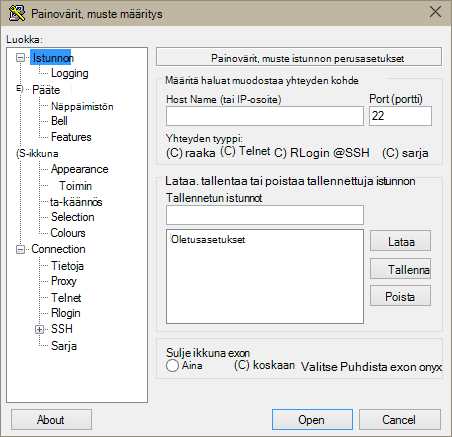 Painovärit, muste määritys
Luokka:
Istunnon
Logging
E) Pääte
Näppäimistön
Bell
Features
(S-ikkuna
Appearance
Toimin
ta-käännös
Selection
Colours
Connection
Tietoja
Proxy
Telnet
Rlogin
SSH
Sarja
Painovärit, muste istunnon perusasetukset
Määritä haluat muodostaa yhteyden kohde
Host Name (tai IP-osoite) Port (portti)
22
Yhteyden tyyppi:
(C) raaka (C) Telnet (C) RLogin @SSH (C) sarja
Lataa. tallentaa tai poistaa tallennettuja istunnon
Tallennetun istunnot
Oletusasetukset
Lataa
Tallenna
Poista
Sulje ikkuna exon
Aina (C) koskaan Valitse Puhdista exon onyx
About Open Cancel